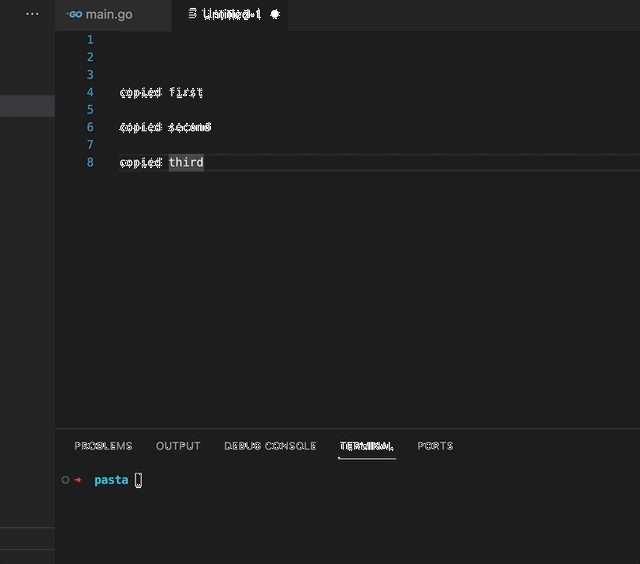 ··· GO main.go Untitled-1
1
2
3
4 copied first
5
6 copied second
7
8 copied third
PROBLEMS OUTPUT DEBUG CONSOLE TERMINAL PORTS
→ pasta